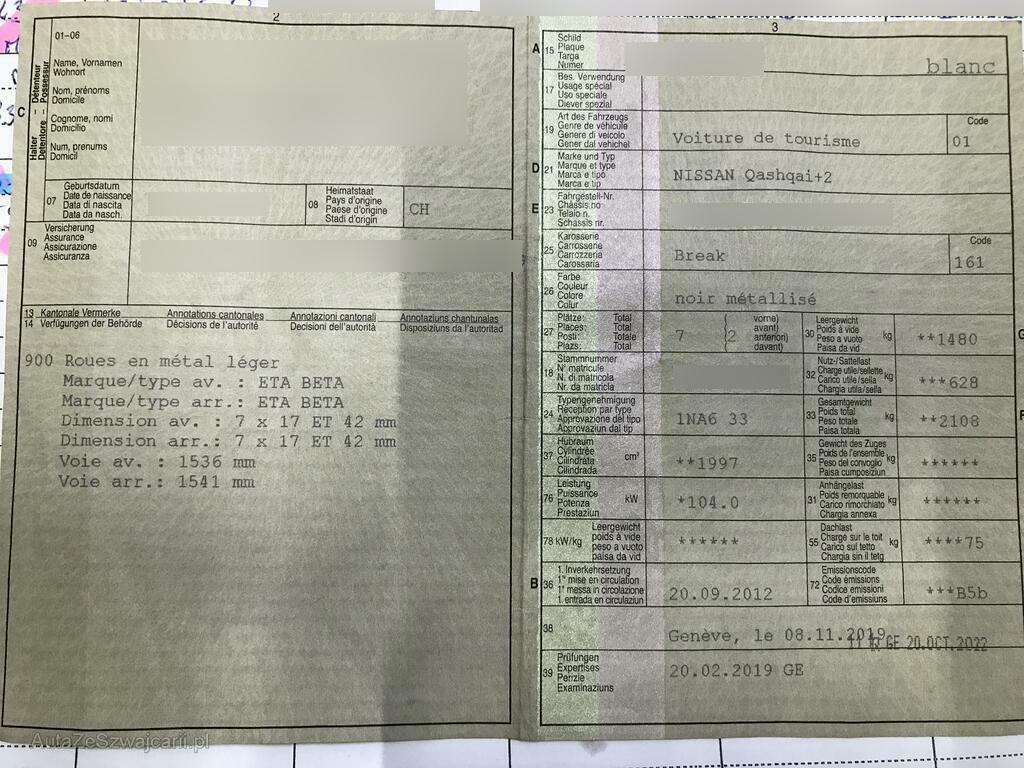 2
01-06
Halter Détenteur
Detentore Possessur
C
Name, Vornamen
Wohnort
Nom, prénoms
Domicile
Cognome, nomi
Domicilio
Num, prenums
Domicil
07
Geburtsdatum
Date de naissance
Data di nascita
Data da nasch.
08
Heimatstaat
Pays d'origine
Paese d'origine
Stadi d'origin
CH
09
Versicherung
Assurance
Assicurazione
Assicuranza
13 Kantonale Vermerke Annotations cantonales Annotazioni cantonali Annotaziuns chantunalas
14 Verfügungen der Behörde Décisions de l'autorité Decisioni dell'autorità Disposiziuns da l'autoritad
900 Roues en métal léger
Marque/type av. : ETA BETA
Marque/type arr.: ETA BETA
Dimension av. : 7 x 17 ET 42 mm
Dimension arr.: 7 x 17 ET 42 mm
Voie av. : 1536 mm
Voie arr.: 1541 mm
3
A 15
Schild
Plaque
Targa
Numer
blanc
17
Bes. Verwendung
Usage spécial
Uso speciale
Diever spezial
19
Art des Fahrzeugs
Genre de véhicule
Genere di veicolo
Gener dal vehichel
Voiture de tourisme
Code
01
D 21
Marke und Typ
Marque et type
Marca e tipo
Marca e tip
NISSAN Qashqai+2
E 23
Fahrgestell-Nr.
Châssis no
Telaio n.
Schassis nr.
25
Karosserie
Carrosserie
Carrozzeria
Carossaria
Break
Code
161
26
Farbe
Couleur
Colore
Colur
noir métallisé
27
Plätze: Total
Places: Total
Posti: Totale
Plazs: Total
7 (2
vorne)
avant)
anteriori)
davant)
30
Leergewicht
Poids à vide
Peso a vuoto
Paisa da vid
kg
**1480
18
Stammnummer
N° matricule
N. di matricola
Nr. da matricla
32
Nutz-/Sattellast
Charge utile/sellette
Carico utile/sella
Chargia utila/sella
kg
***628
24
Typengenehmigung
Réception par type
Approvazione del tipo
Approvaziun dal tip
1NA6 33
33
Gesamtgewicht
Poids total
Peso totale
Paisa totala
kg
**2108
37
Hubraum
Cylindrée
Cilindrata
Cilindrada
cm³
**1997
35
Gewicht des Zuges
Poids de l'ensemble
Peso del convoglio
Paisa cumposiziun
kg
******
76
Leistung
Puissance
Potenza
Prestaziun
kW
*104.0
31
Anhängelast
Poids remorquable
Carico rimorchiato
Chargia annexa
kg
******
78 kW/kg
Leergewicht
poids à vide
peso a vuoto
paisa da vid
******
55
Dachlast
Charge sur le toit
Carico sul tetto
Chargia sin il tetg
kg
****75
B 36
1. Inverkehrsetzung
1re mise en circulation
1a messa in circolazione
1. entrada en circulaziun
20.09.2012
72
Emissionscode
Code émissions
Codice emissioni
Code d'emissiuns
***B5b
38
Genève, le 08.11.2019
GE 20.OCT.2022
39
Prüfungen
Expertises
Perizie
Examinaziuns
20.02.2019 GE
AutaZeSzwajcarii.pl